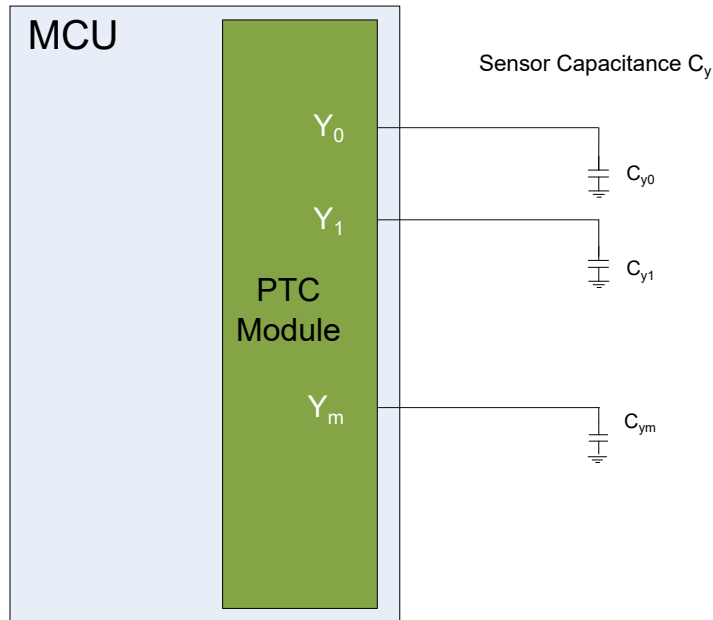 MCU
Sensor Capacitance Cy
Y0
Cy0
Y1
Cy1
PTC
Module
Ym
Cym